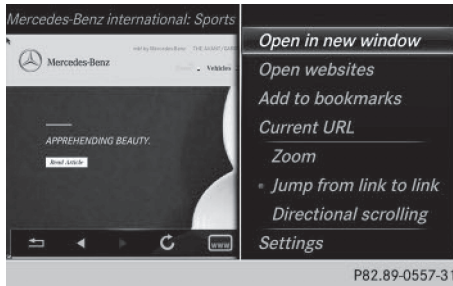 Mercedes-Benz international: Sports
Mercedes-Benz
Vehicles
APPREHENDING BEAUTY.
Read Article
www
Open in new window
Open websites
Add to bookmarks
Current URL
Zoom
Jump from link to link
Directional scrolling
Settings
P82.89-0557-31